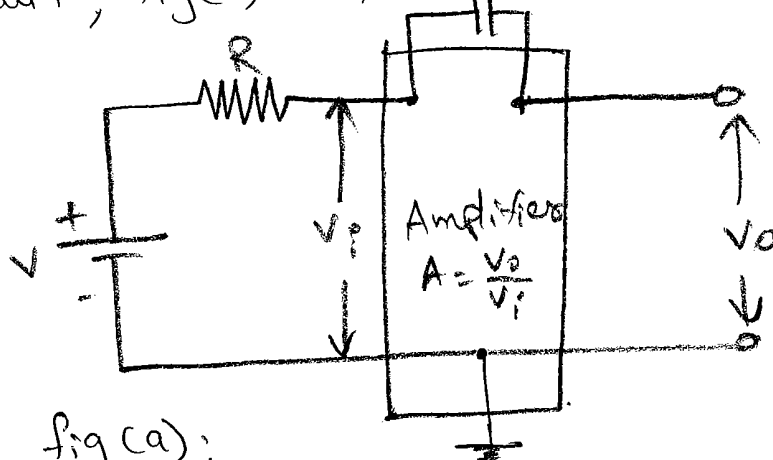 R
+
V
-
Vi
Amplifier
A = Vo/Vi
Vo
fig (a):